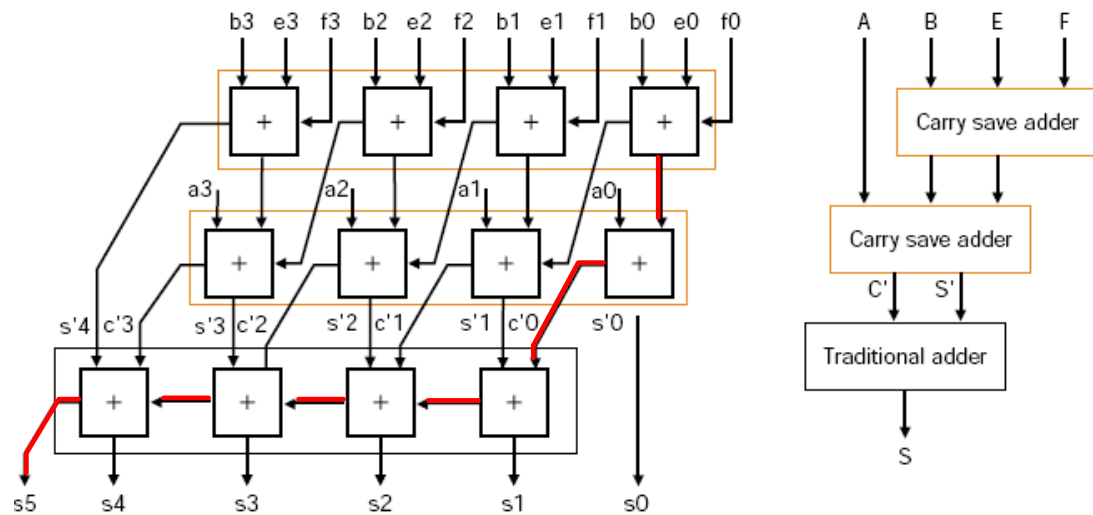 b3 e3 f3 b2 e2 f2 b1 e1 f1 b0 e0 f0
+ + + +
a3 a2 a1 a0
+ + + +
s'4 c'3 s'3 c'2 s'2 c'1 s'1 c'0 s'0
+ + + +
s5 s4 s3 s2 s1 s0
A B E F
Carry save adder
Carry save adder
C' S'
Traditional adder
S